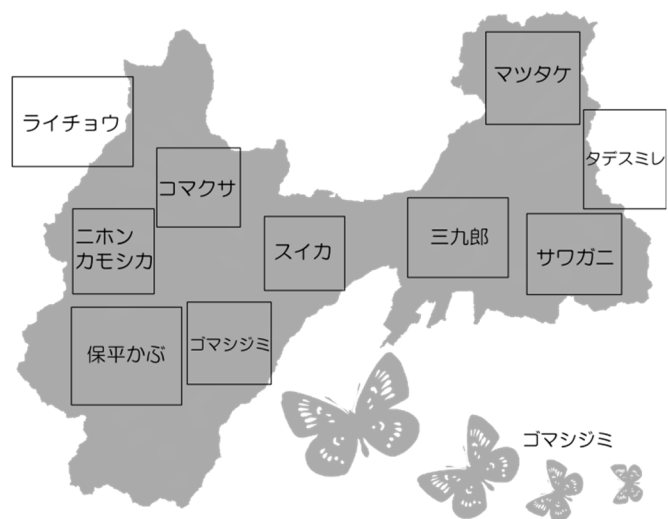 マツタケ
ライチョウ
タデスミレ
コマクサ
三九郎
ニホン
カモシカ
スイカ
サワガニ
保平かぶ
ゴマシジミ
ゴマシジミ